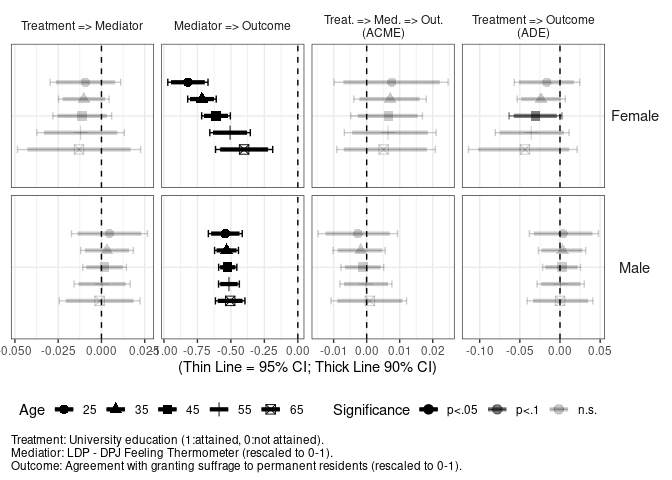 Treatment => Mediator
Mediator => Outcome
Treat. => Med. => Out.
(ACME)
Treatment => Outcome
(ADE)
Female
Male
-0.050 -0.025 0.000 0.025
-1.00 -0.75 -0.50 -0.25 0.00
-0.01 0.00 0.01 0.02
-0.10 -0.05 0.00 0.05
(Thin Line = 95% CI; Thick Line 90% CI)
Age 25 35 45 55 65 Significance p<.05 p<.1 n.s.
Treatment: University education (1:attained, 0:not attained).
Mediatior: LDP - DPJ Feeling Thermometer (rescaled to 0-1).
Outcome: Agreement with granting suffrage to permanent residents (rescaled to 0-1).